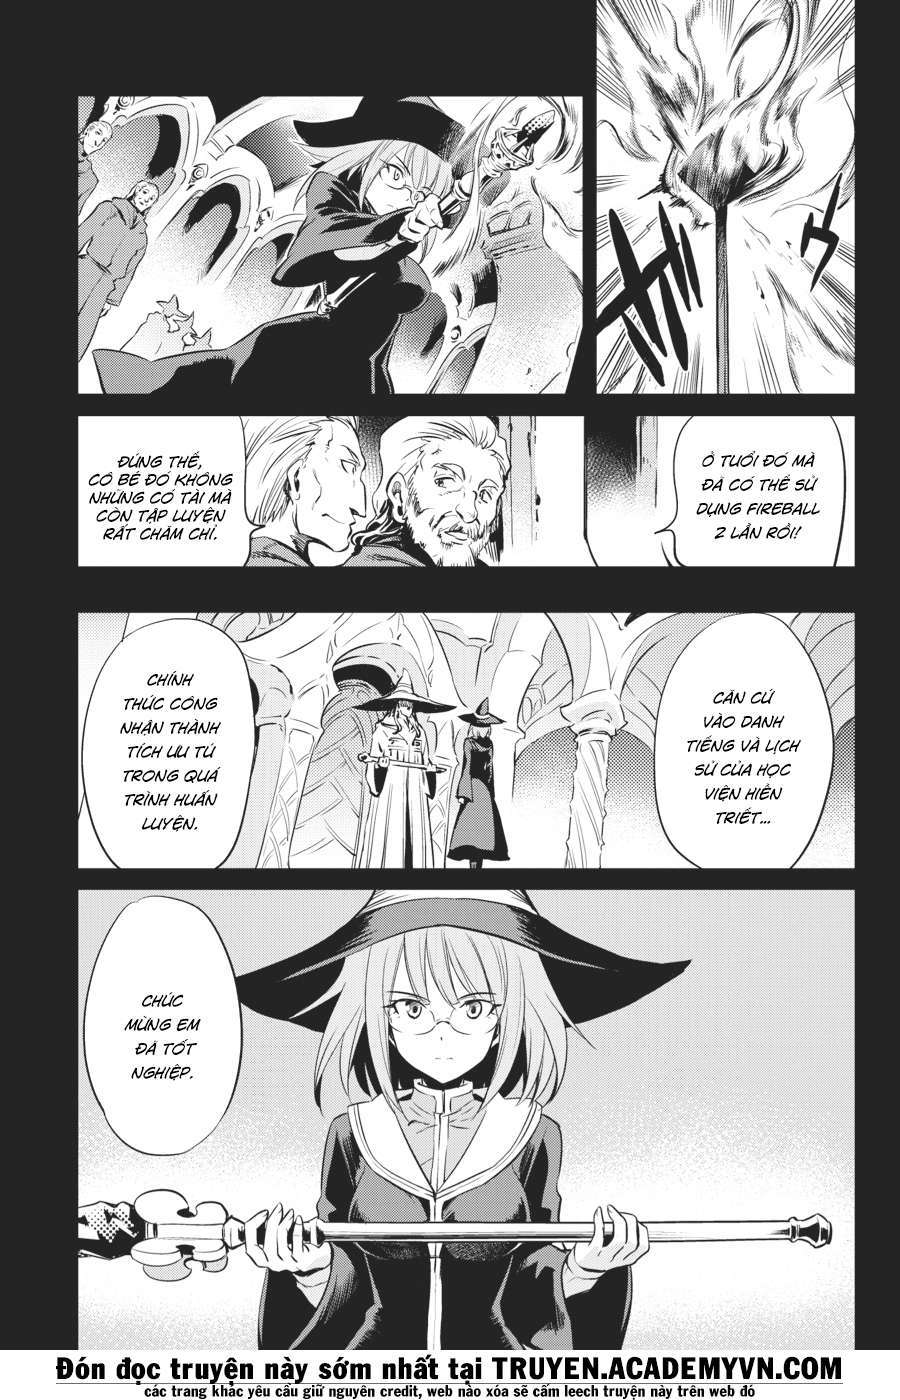 Ở TUỔI ĐÓ MÀ
ĐÃ CÓ THỂ SỬ
DỤNG FIREBALL
2 LẦN RỒI!
ĐÚNG THẾ,
CÔ BÉ ĐÓ KHÔNG
NHỮNG CÓ TÀI MÀ
CÒN TẬP LUYỆN
RẤT CHĂM CHỈ.
CĂN CỨ
VÀO DANH
TIẾNG VÀ LỊCH
SỬ CỦA HỌC
VIỆN HIỀN
TRIẾT...
CHÍNH
THỨC CÔNG
NHẬN THÀNH
TÍCH ƯU TÚ
TRONG QUÁ
TRÌNH HUẤN
LUYỆN.
CHÚC
MỪNG EM
ĐÃ TỐT
NGHIỆP.
Đón đọc truyện này sớm nhất tại TRUYEN.ACADEMYVN.COM
các trang khác yêu cầu giữ nguyên credit, web nào xóa sẽ cấm leech truyện này trên web đó